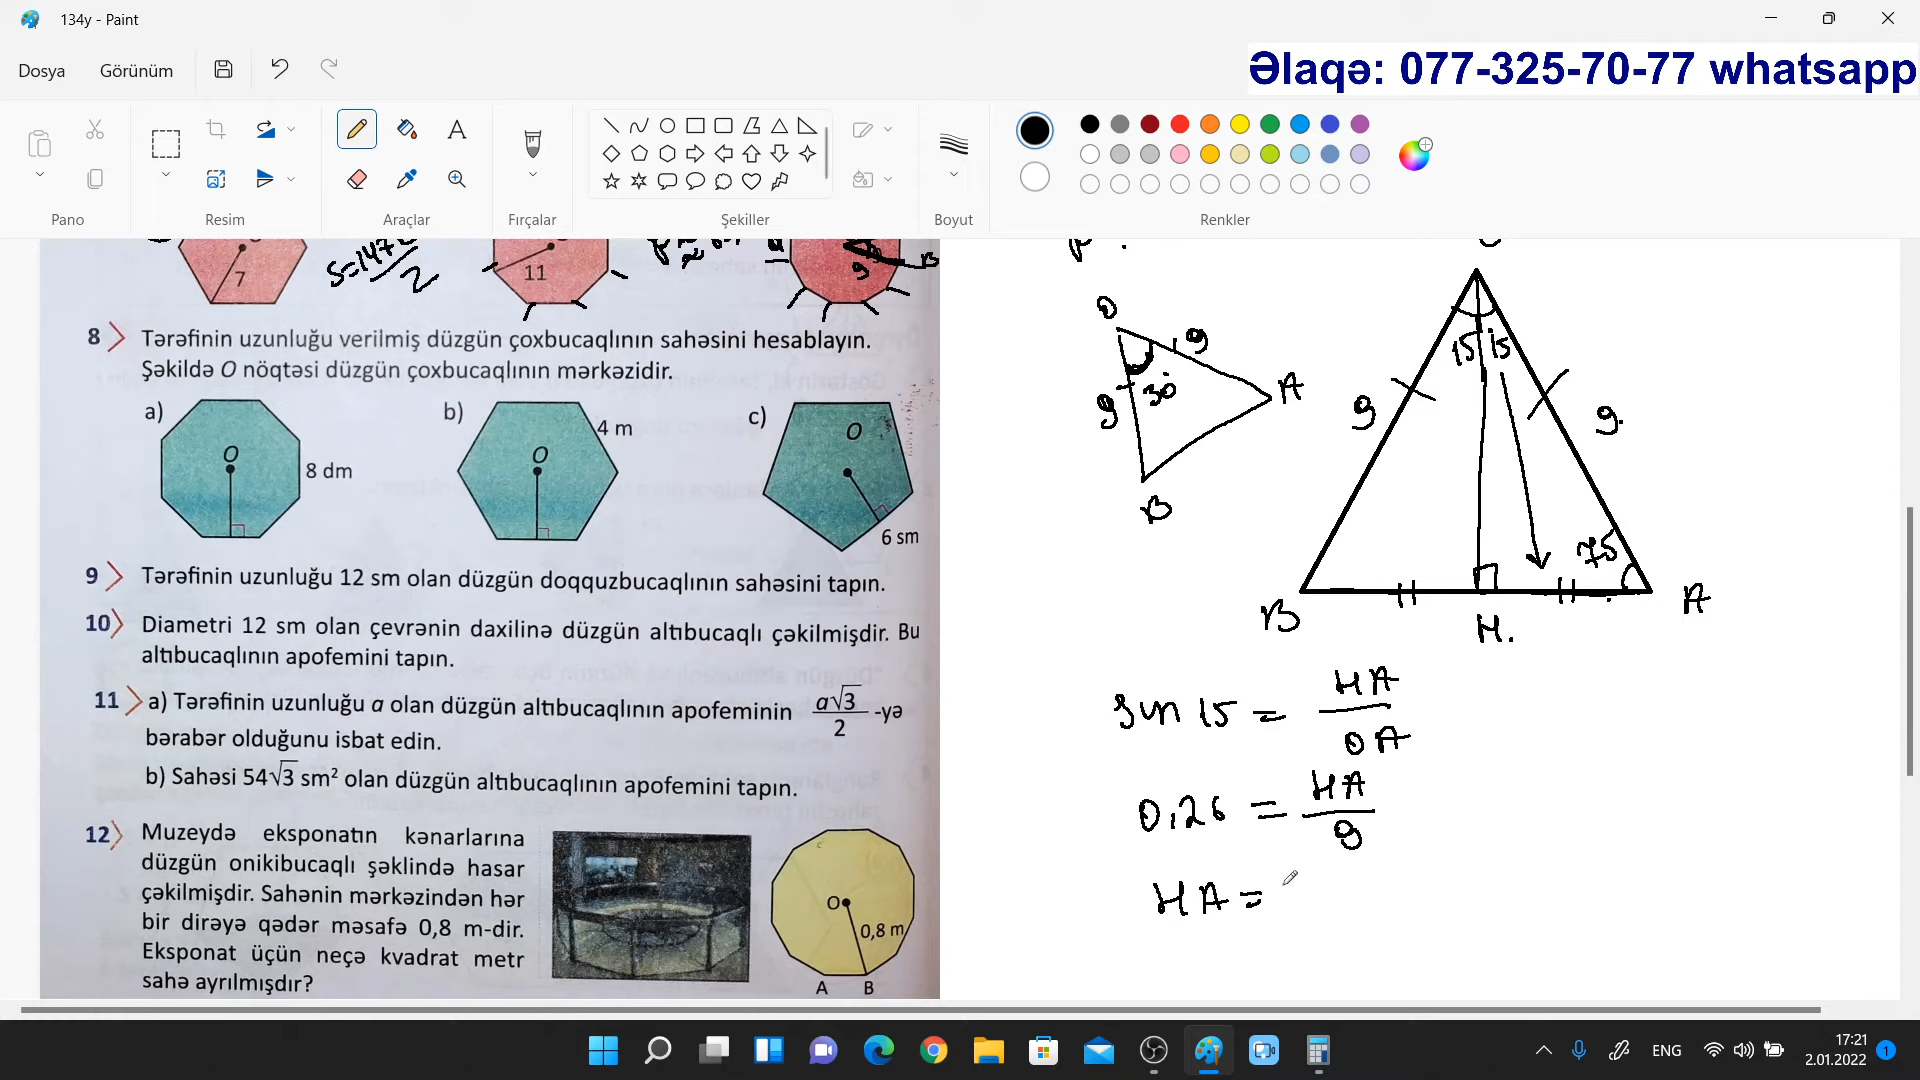 134y - Paint
Əlaqə: 077-325-70-77 whatsapp
Dosya Görünüm
Pano Resim Araçlar Fırçalar Şekiller Boyut Renkler
7
S=147
2
11
9
B
8 Tərəfinin uzunluğu verilmiş düzgün çoxbucaqlının sahəsini hesablayın.
Şəkildə O nöqtəsi düzgün çoxbucaqlının mərkəzidir.
a) O 8 dm
b) O 4 m
c) O 6 sm
9 Tərəfinin uzunluğu 12 sm olan düzgün doqquzbucaqlının sahəsini tapın.
10 Diametri 12 sm olan çevrənin daxilinə düzgün altıbucaqlı çəkilmişdir. Bu
altıbucaqlının apofemini tapın.
11 a) Tərəfinin uzunluğu a olan düzgün altıbucaqlının apofeminin a√3/2 -yə
bərabər olduğunu isbat edin.
b) Sahəsi 54√3 sm² olan düzgün altıbucaqlının apofemini tapın.
12 Muzeydə eksponatın kənarlarına
düzgün onikibucaqlı şəklində hasar
çəkilmişdir. Sahənin mərkəzindən hər
bir dirəyə qədər məsafə 0,8 m-dir.
Eksponat üçün neçə kvadrat metr
sahə ayrılmışdır?
O
0,8 m
A B
O 9
9 30° A
B
15 15
9 9.
75
B H. A
sin 15 = HA/OA
0,26 = HA/9
HA =
ENG
17:21
2.01.2022
1